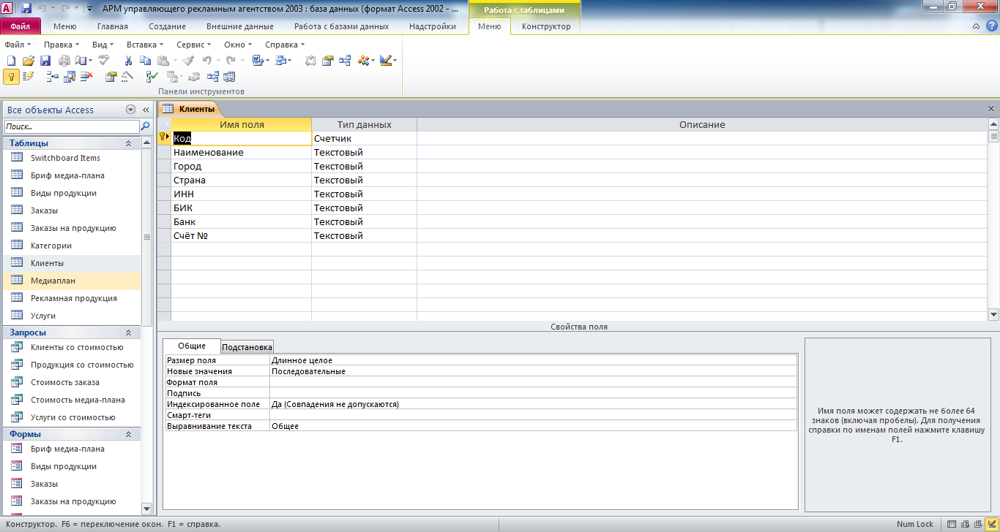 АРМ управляющего рекламным агентством 2003 : база данных (формат Access 2002 - ...
Работа с таблицами
Файл Меню Главная Создание Внешние данные Работа с базами данных Надстройки Меню Конструктор
Файл Правка Вид Вставка Сервис Окно Справка
Панели инструментов
Все объекты Access
Поиск...
Таблицы
Switchboard Items
Бриф медиа-плана
Виды продукции
Заказы
Заказы на продукцию
Категории
Клиенты
Медиаплан
Рекламная продукция
Услуги
Запросы
Клиенты со стоимостью
Продукция со стоимостью
Стоимость заказа
Стоимость медиа-плана
Услуги со стоимостью
Формы
Бриф медиа-плана
Виды продукции
Заказы
Заказы на продукцию
Клиенты
Имя поля Тип данных Описание
Код Счетчик
Наименование Текстовый
Город Текстовый
Страна Текстовый
ИНН Текстовый
БИК Текстовый
Банк Текстовый
Счёт № Текстовый
Свойства поля
Общие Подстановка
Размер поля Длинное целое
Новые значения Последовательные
Формат поля
Подпись
Индексированное поле Да (Совпадения не допускаются)
Смарт-теги
Выравнивание текста Общее
Имя поля может содержать не более 64
знаков (включая пробелы). Для получения
справки по именам полей нажмите клавишу
F1.
Конструктор. F6 = переключение окон. F1 = справка.
Num Lock